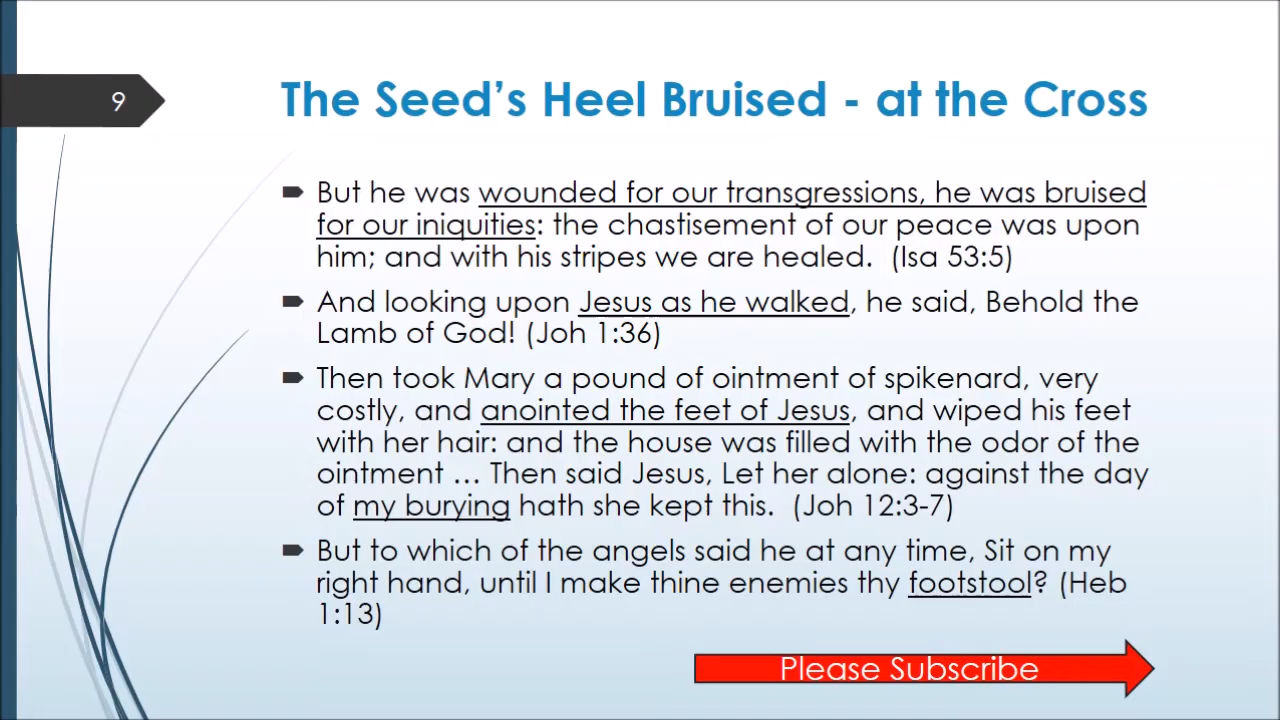 9
The Seed’s Heel Bruised - at the Cross
But he was wounded for our transgressions, he was bruised
for our iniquities: the chastisement of our peace was upon
him; and with his stripes we are healed.  (Isa 53:5)
And looking upon Jesus as he walked, he said, Behold the
Lamb of God! (Joh 1:36)
Then took Mary a pound of ointment of spikenard, very
costly, and anointed the feet of Jesus, and wiped his feet
with her hair: and the house was filled with the odor of the
ointment … Then said Jesus, Let her alone: against the day
of my burying hath she kept this.  (Joh 12:3-7)
But to which of the angels said he at any time, Sit on my
right hand, until I make thine enemies thy footstool? (Heb
1:13)
Please Subscribe